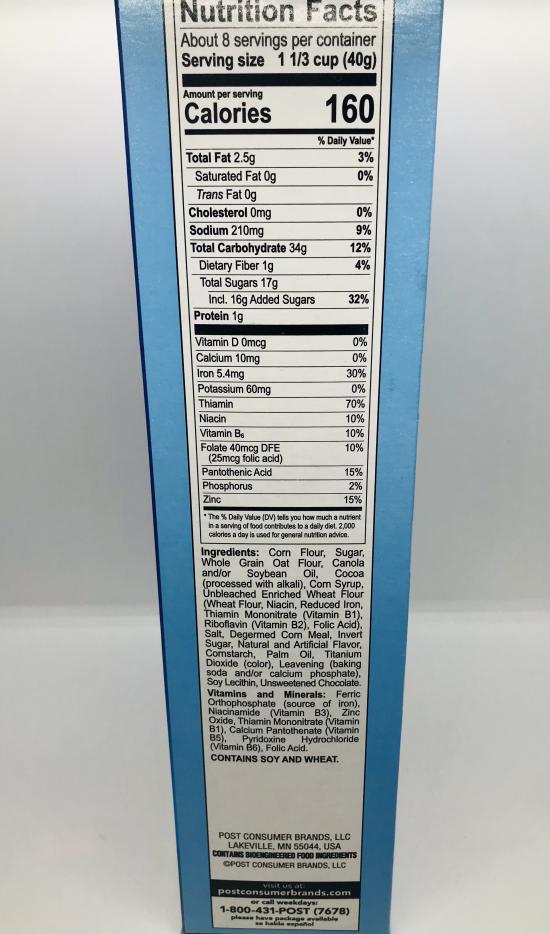 Nutrition Facts
About 8 servings per container
Serving size 1 1/3 cup (40g)
Amount per serving
Calories 160
% Daily Value*
Total Fat 2.5g 3%
Saturated Fat 0g 0%
Trans Fat 0g
Cholesterol 0mg 0%
Sodium 210mg 9%
Total Carbohydrate 34g 12%
Dietary Fiber 1g 4%
Total Sugars 17g
Incl. 16g Added Sugars 32%
Protein 1g
Vitamin D 0mcg 0%
Calcium 10mg 0%
Iron 5.4mg 30%
Potassium 60mg 0%
Thiamin 70%
Niacin 10%
Vitamin B₆ 10%
Folate 40mcg DFE 10%
(25mcg folic acid)
Pantothenic Acid 15%
Phosphorus 2%
Zinc 15%
* The % Daily Value (DV) tells you how much a nutrient
in a serving of food contributes to a daily diet. 2,000
calories a day is used for general nutrition advice.
Ingredients: Corn Flour, Sugar,
Whole Grain Oat Flour, Canola
and/or Soybean Oil, Cocoa
(processed with alkali), Corn Syrup,
Unbleached Enriched Wheat Flour
(Wheat Flour, Niacin, Reduced Iron,
Thiamin Mononitrate (Vitamin B1),
Riboflavin (Vitamin B2), Folic Acid),
Salt, Degermed Corn Meal, Invert
Sugar, Natural and Artificial Flavor,
Cornstarch, Palm Oil, Titanium
Dioxide (color), Leavening (baking
soda and/or calcium phosphate),
Soy Lecithin, Unsweetened Chocolate.
Vitamins and Minerals: Ferric
Orthophosphate (source of iron),
Niacinamide (Vitamin B3), Zinc
Oxide, Thiamin Mononitrate (Vitamin
B1), Calcium Pantothenate (Vitamin
B5), Pyridoxine Hydrochloride
(Vitamin B6), Folic Acid.
CONTAINS SOY AND WHEAT.
POST CONSUMER BRANDS, LLC
LAKEVILLE, MN 55044, USA
CONTAINS BIOENGINEERED FOOD INGREDIENTS
©POST CONSUMER BRANDS, LLC
visit us at:
postconsumerbrands.com
or call weekdays:
1-800-431-POST (7678)
please have package available
se habla español